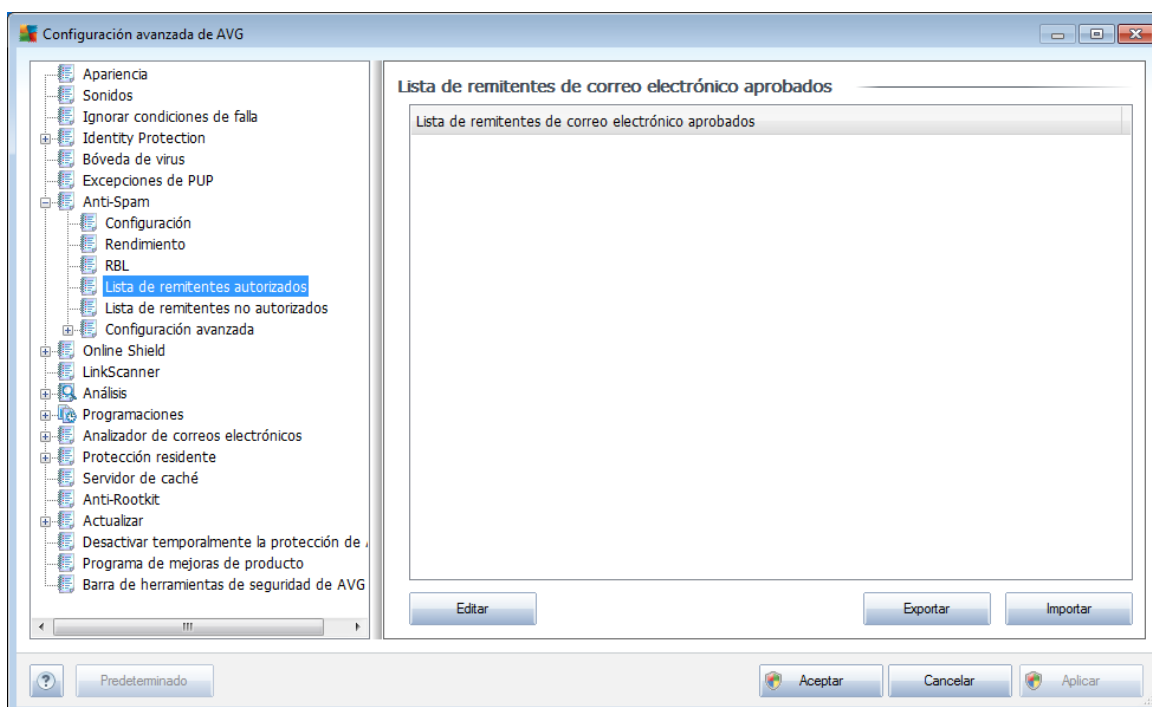 Configuración avanzada de AVG
Apariencia
Sonidos
Ignorar condiciones de falla
Identity Protection
Bóveda de virus
Excepciones de PUP
Anti-Spam
Configuración
Rendimiento
RBL
Lista de remitentes autorizados
Lista de remitentes no autorizados
Configuración avanzada
Online Shield
LinkScanner
Análisis
Programaciones
Analizador de correos electrónicos
Protección residente
Servidor de caché
Anti-Rootkit
Actualizar
Desactivar temporalmente la protección de
Programa de mejoras de producto
Barra de herramientas de seguridad de AVG
Lista de remitentes de correo electrónico aprobados
Lista de remitentes de correo electrónico aprobados
Editar
Exportar
Importar
?
Predeterminado
Aceptar
Cancelar
Aplicar